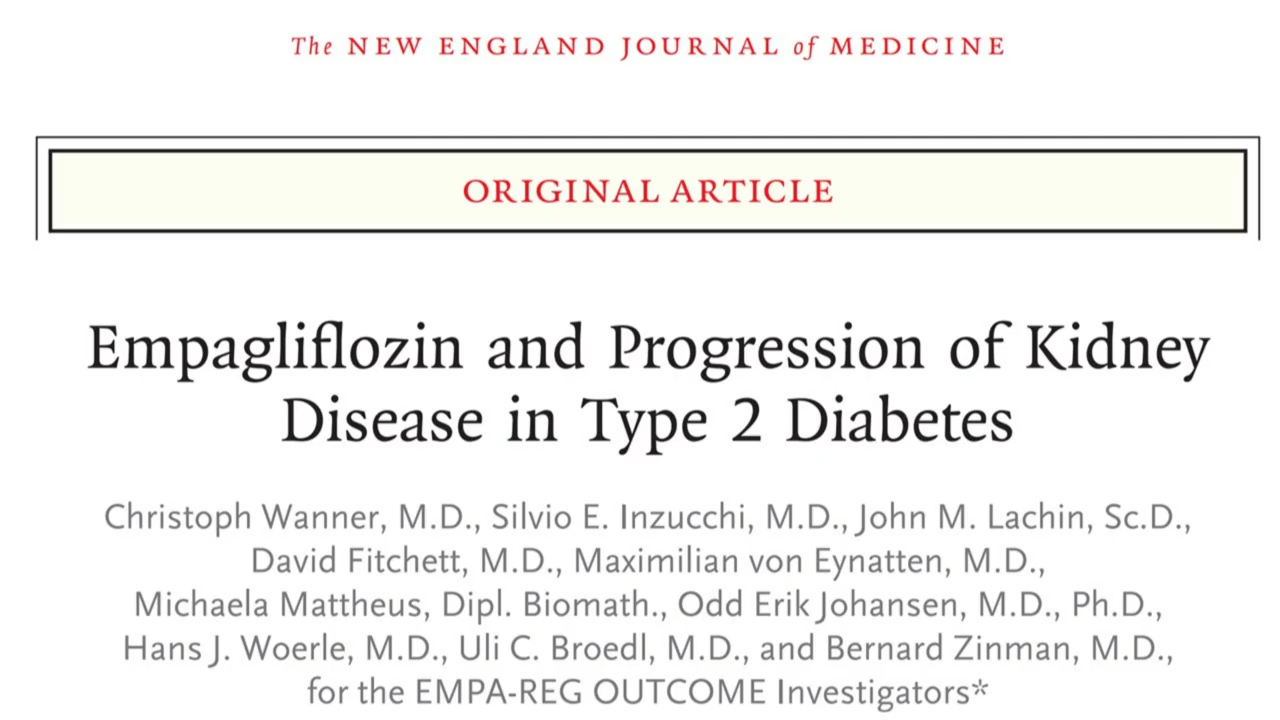 The NEW ENGLAND JOURNAL of MEDICINE
ORIGINAL ARTICLE
Empagliflozin and Progression of Kidney
Disease in Type 2 Diabetes
Christoph Wanner, M.D., Silvio E. Inzucchi, M.D., John M. Lachin, Sc.D.,
David Fitchett, M.D., Maximilian von Eynatten, M.D.,
Michaela Mattheus, Dipl. Biomath., Odd Erik Johansen, M.D., Ph.D.,
Hans J. Woerle, M.D., Uli C. Broedl, M.D., and Bernard Zinman, M.D.,
for the EMPA-REG OUTCOME Investigators*